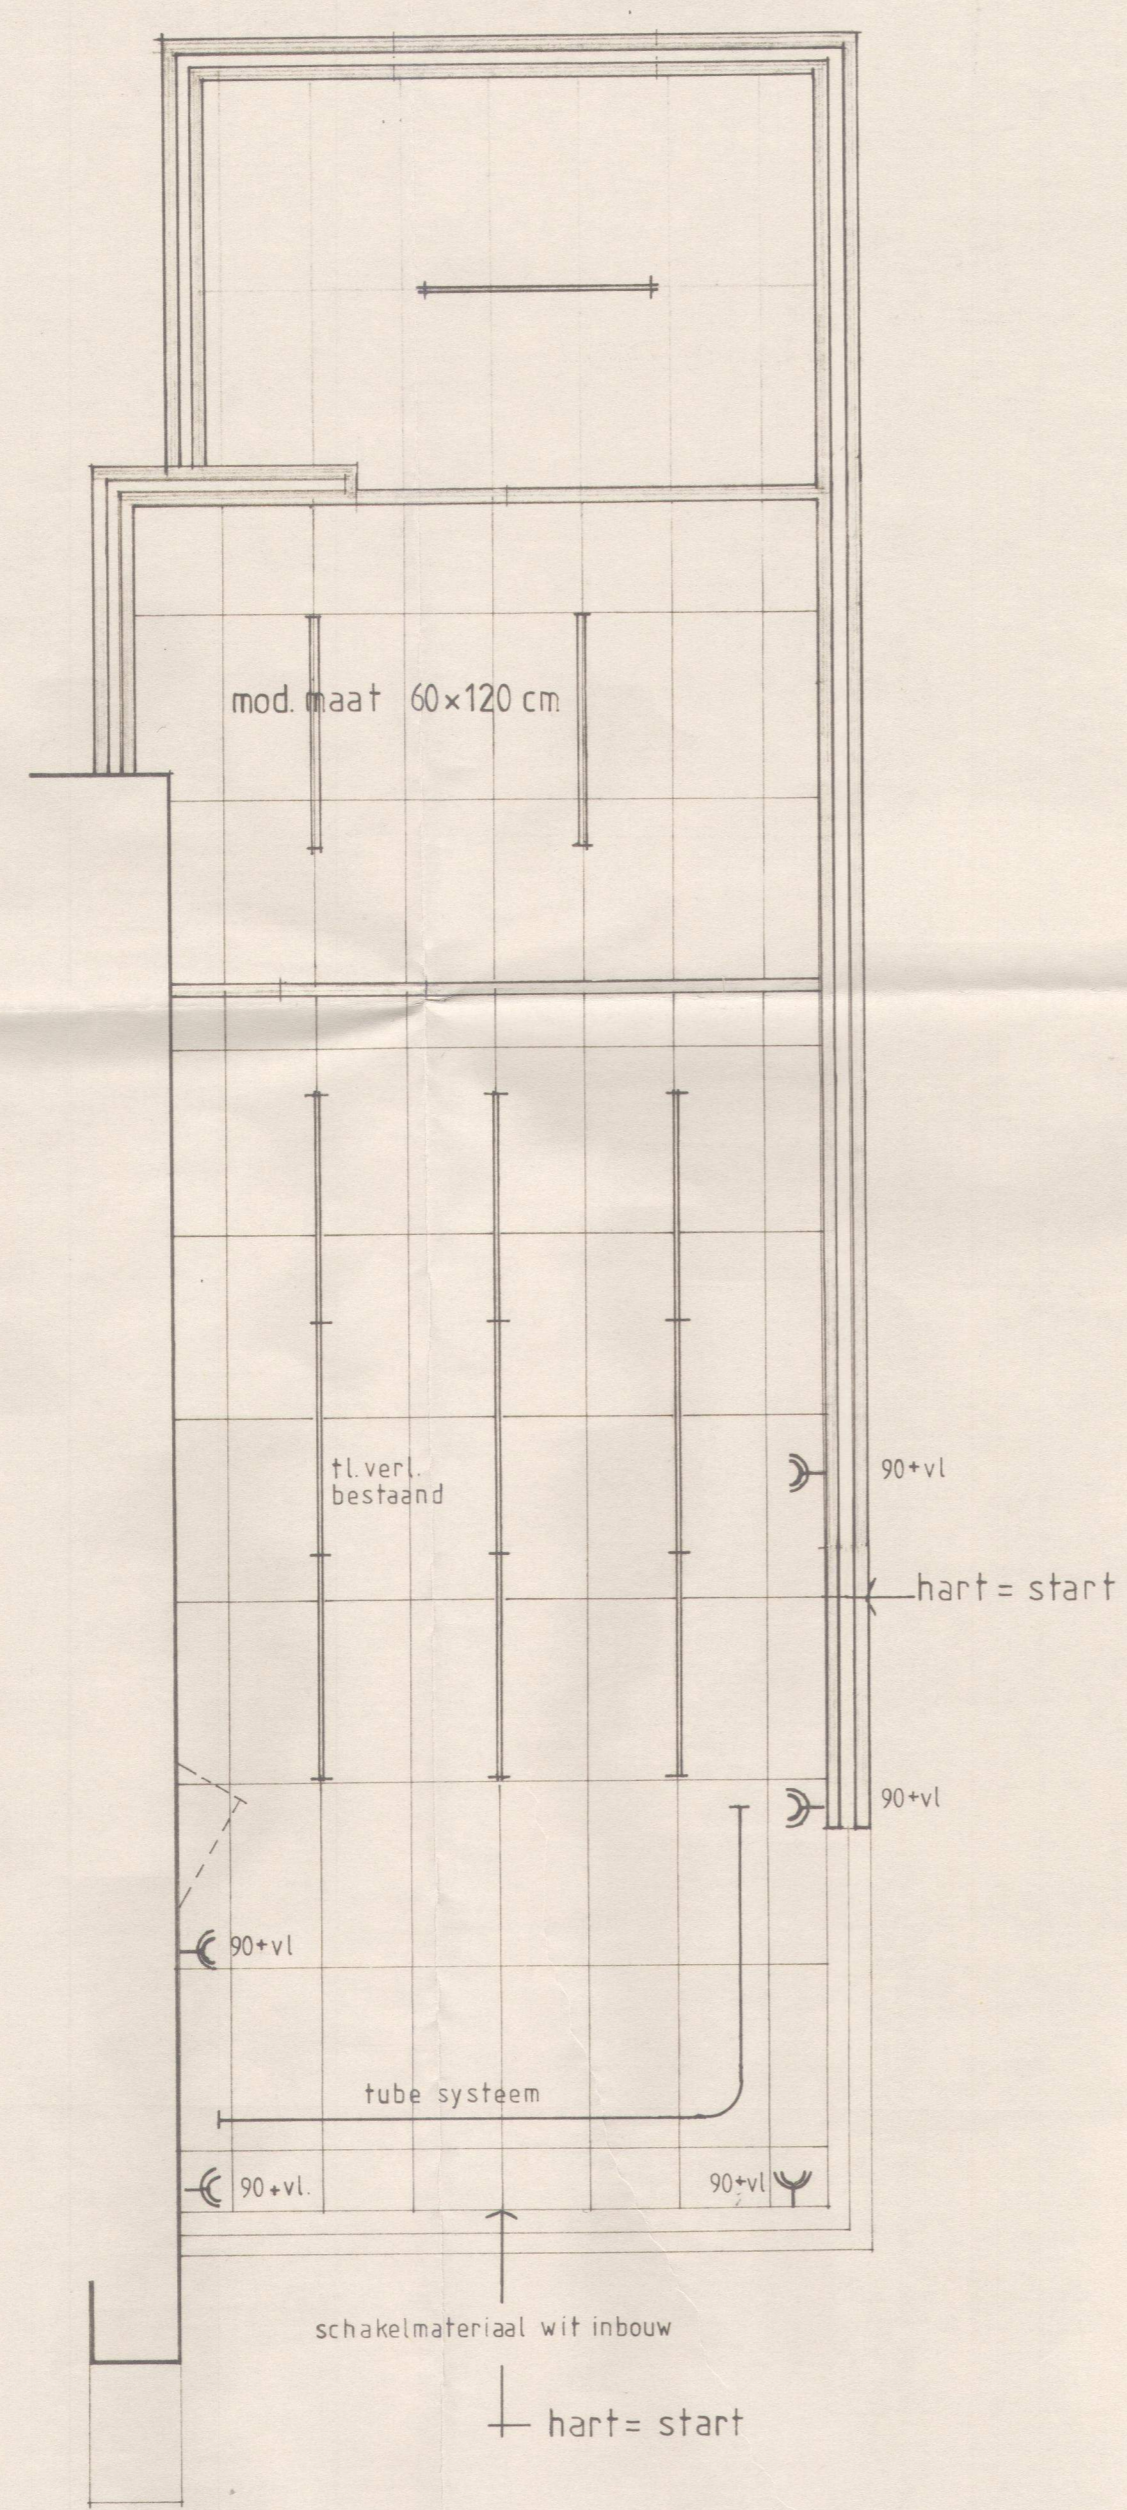 mod. maat 60×120 cm
tl. verl.
bestaand
90+vl
hart = start
90+vl
90+vl
tube systeem
90+vl.
90+vl
schakelmateriaal wit inbouw
hart = start